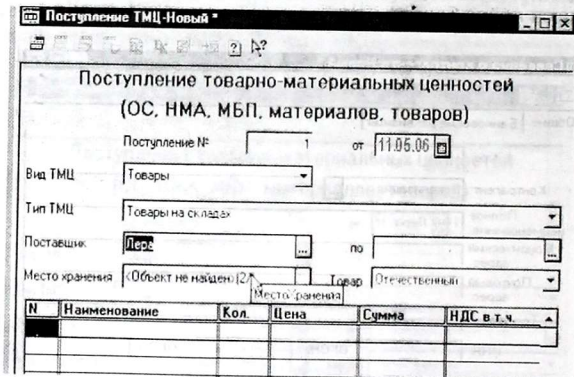 Поступление ТМЦ-Новый *
Поступление товарно-материальных ценностей
(ОС, НМА, МБП, материалов, товаров)
Поступление № 1 от 11.05.06
Вид ТМЦ Товары
Тип ТМЦ Товары на складах
Поставщик Лера ... по ...
Место хранения <Объект не найден>(2/ Товар Отечественный
Место хранения
N Наименование Кол. Цена Сумма НДС в т.ч.